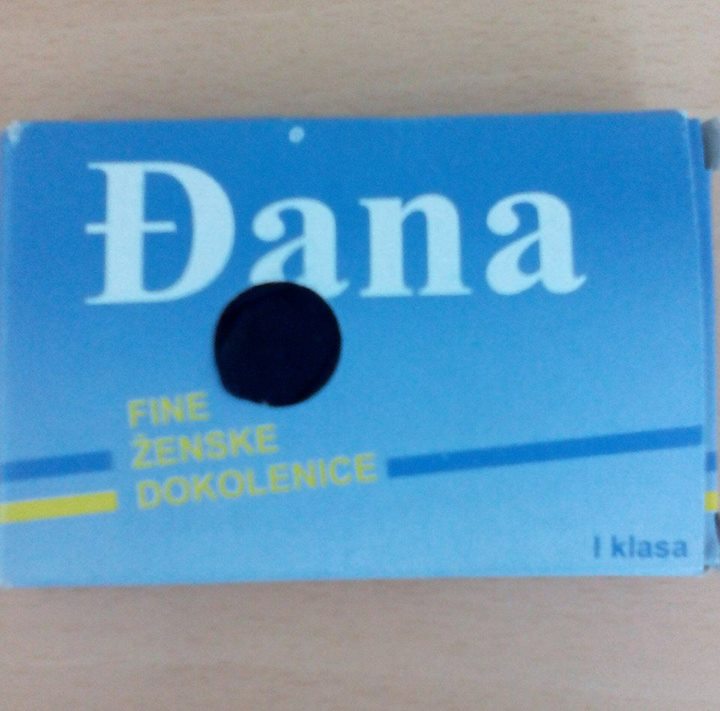 Đana
FINE
ŽENSKE
DOKOLENICE
I klasa